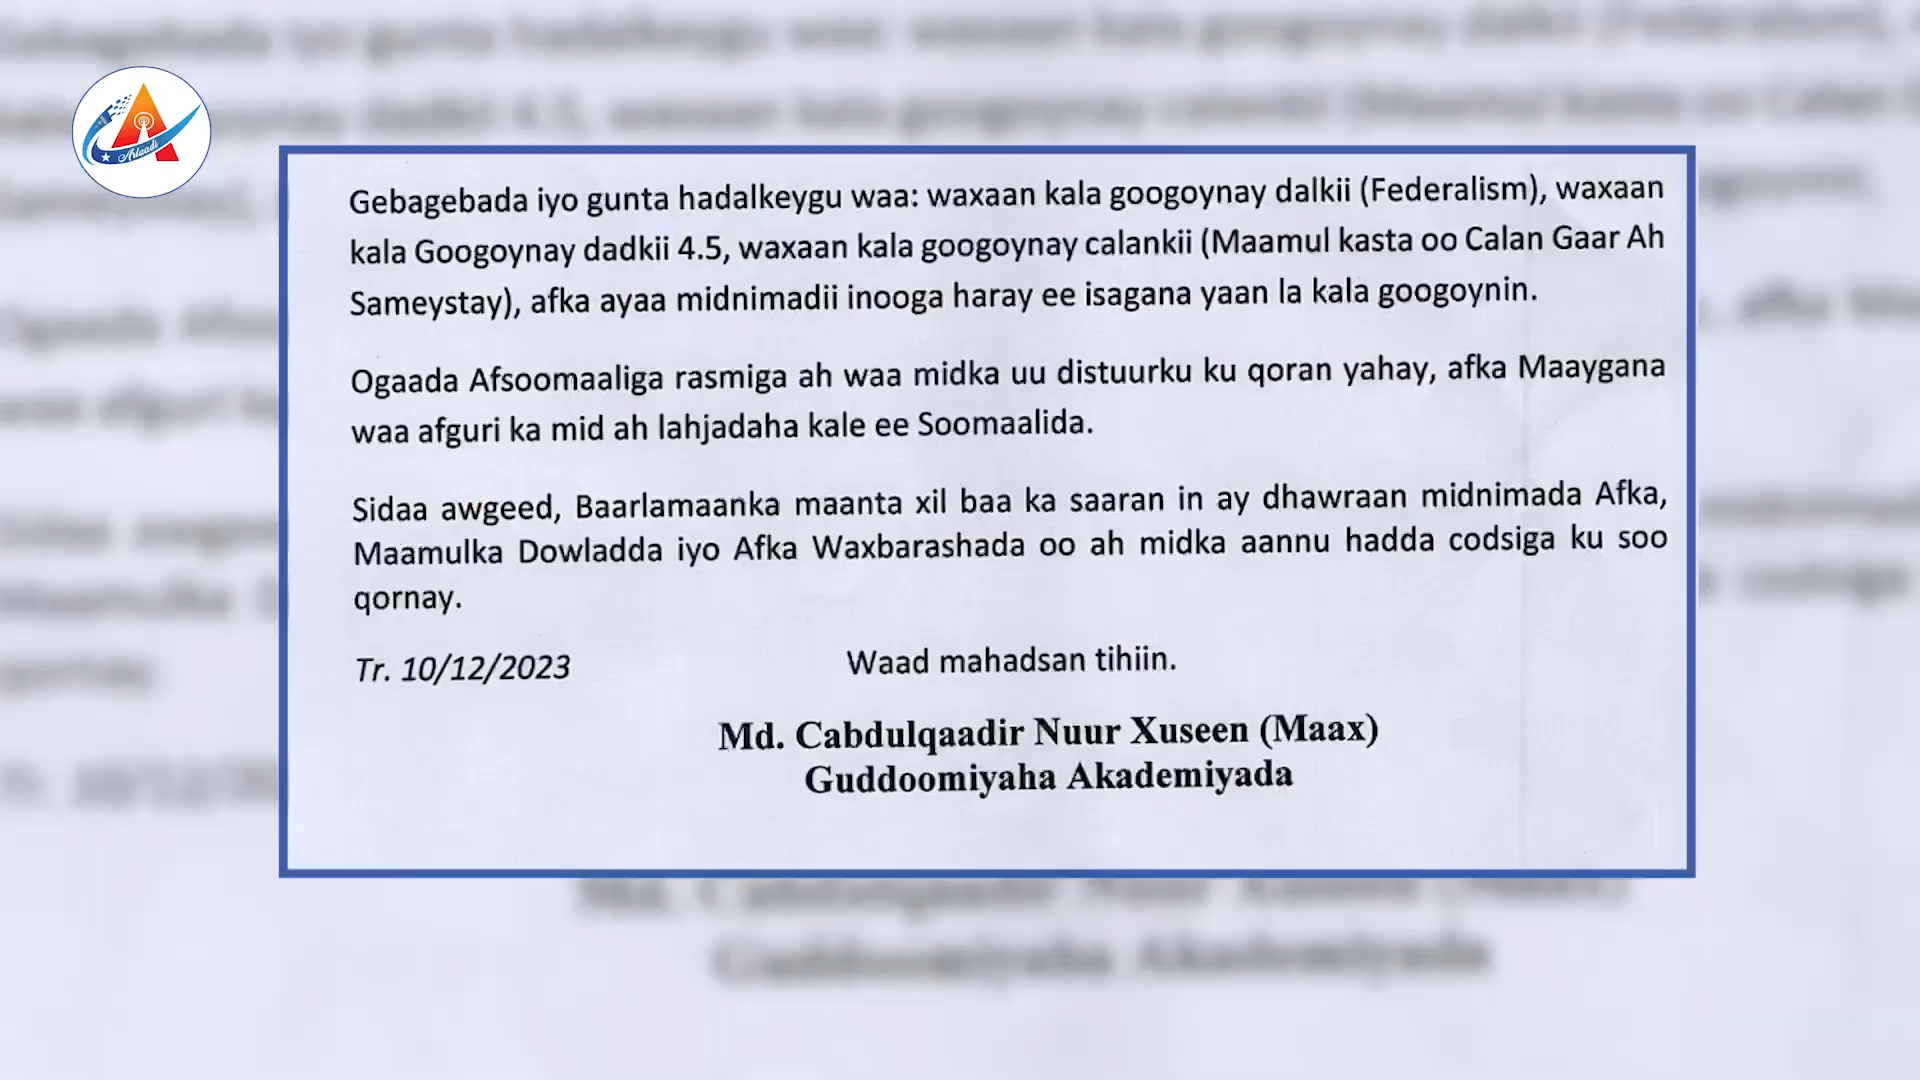 Arlaadi
Gebagebada iyo gunta hadalkeygu waa: waxaan kala googoynay dalkii (Federalism), waxaan
kala Googoynay dadkii 4.5, waxaan kala googoynay calankii (Maamul kasta oo Calan Gaar Ah
Sameystay), afka ayaa midnimadii inooga haray ee isagana yaan la kala googoynin.
Ogaada Afsoomaaliga rasmiga ah waa midka uu distuurku ku qoran yahay, afka Maaygana
waa afguri ka mid ah lahjadaha kale ee Soomaalida.
Sidaa awgeed, Baarlamaanka maanta xil baa ka saaran in ay dhawraan midnimada Afka,
Maamulka Dowladda iyo Afka Waxbarashada oo ah midka aannu hadda codsiga ku soo
qornay.
Tr. 10/12/2023 Waad mahadsan tihiin.
Md. Cabdulqaadir Nuur Xuseen (Maax)
Guddoomiyaha Akademiyada